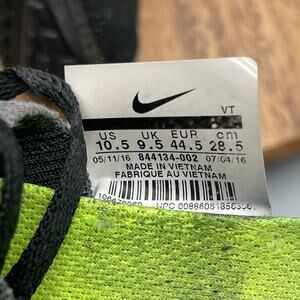 VT
US UK EUR cm
10.5 9.5 44.5 28.5
05/11/16 844134-002 07/04/16
MADE IN VIETNAM
FABRIQUE AU VIETNAM
UPC